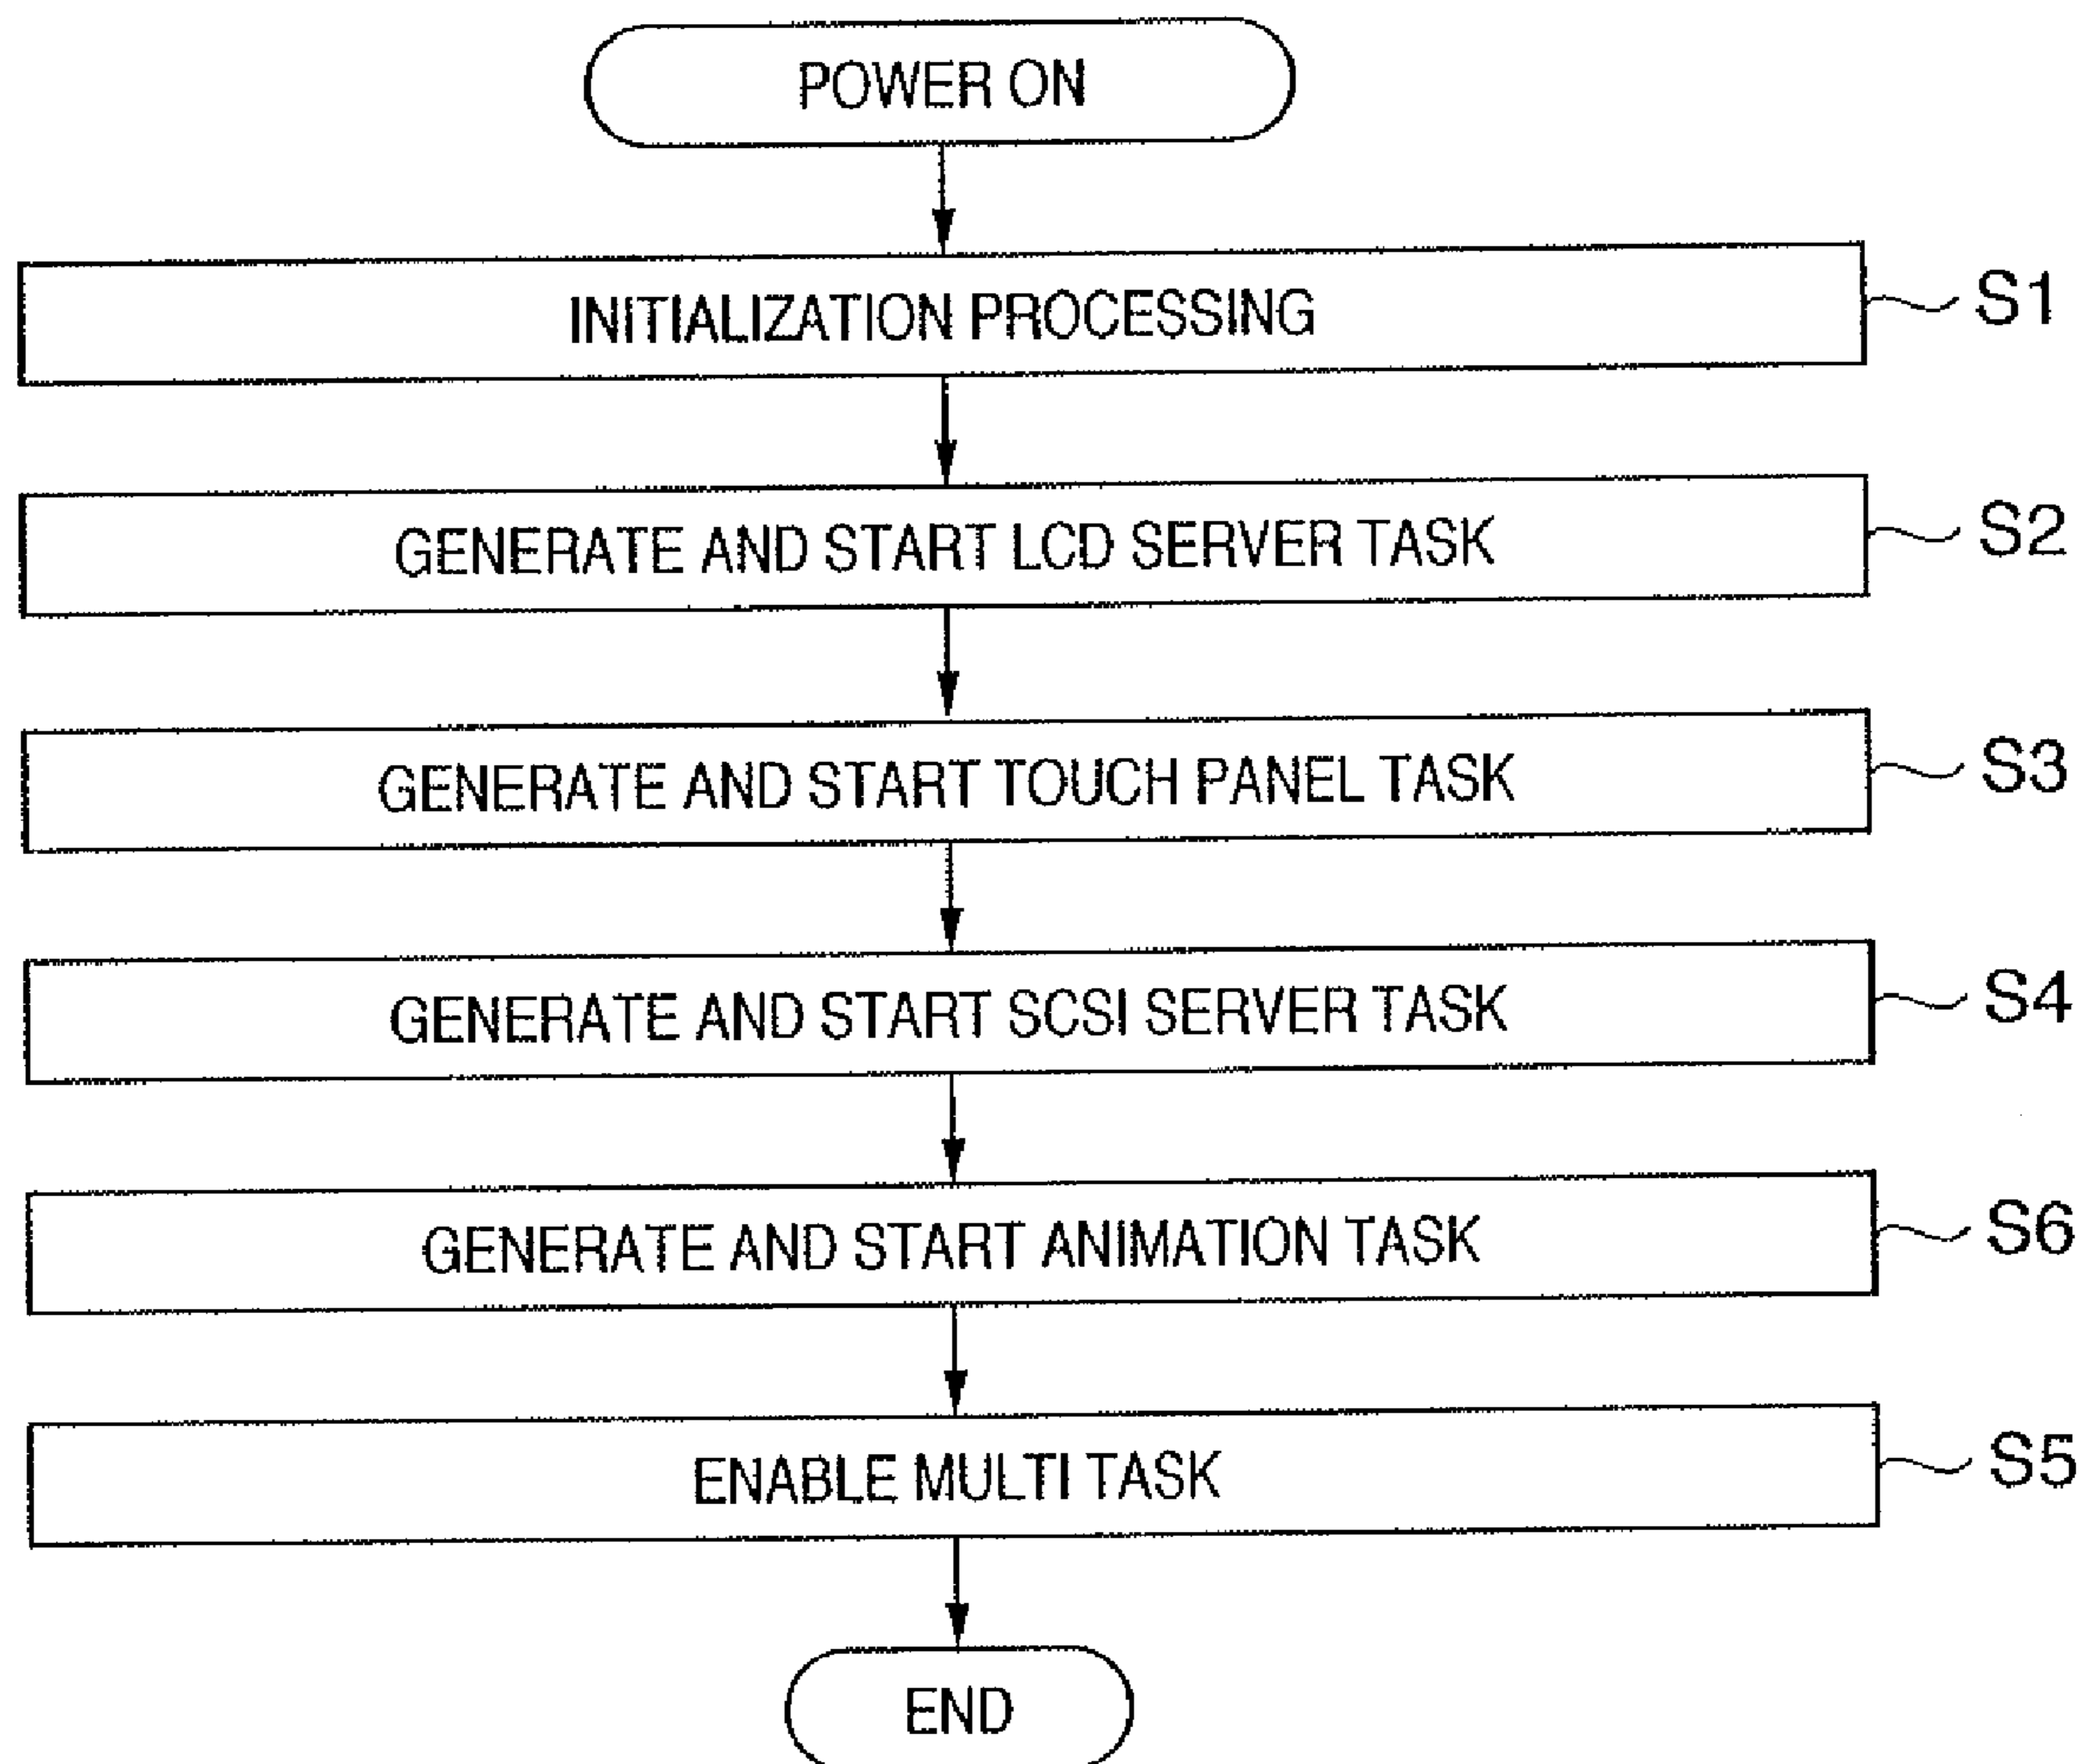 POWER ON
INITIALIZATION PROCESSING
S1
GENERATE AND START LCD SERVER TASK
S2
GENERATE AND START TOUCH PANEL TASK
S3
GENERATE AND START SCSI SERVER TASK
S4
GENERATE AND START ANIMATION TASK
S6
ENABLE MULTI TASK
S5
END